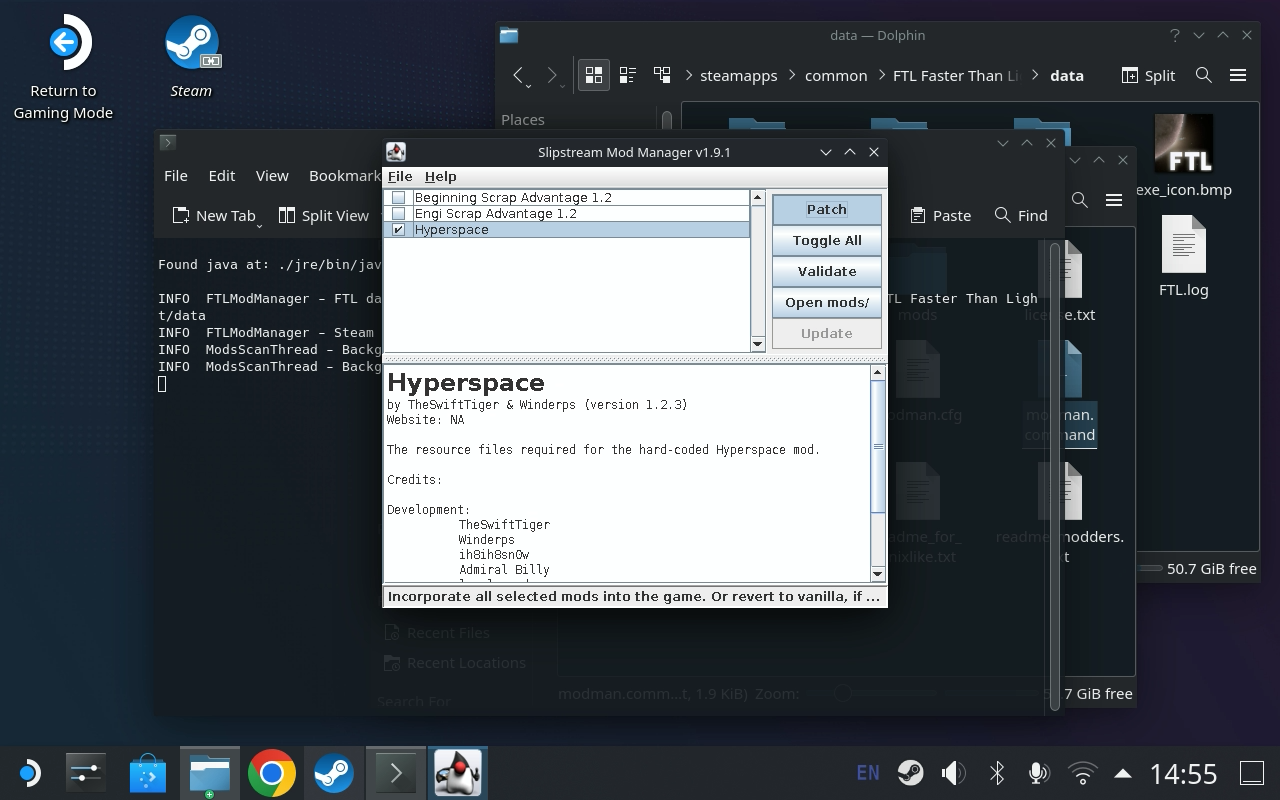 Return to
Gaming Mode
Steam
data — Dolphin
steamapps
common
FTL Faster Than Li
data
Split
Places
FTL
exe_icon.bmp
FTL.log
File
Edit
View
Bookmark
New Tab
Split View
Paste
Find
Found java at: ./jre/bin/jav
INFO FTLModManager - FTL da
TL Faster Than Ligh
t/data
INFO FTLModManager - Steam
INFO ModsScanThread - Backg
INFO ModsScanThread - Backg
Slipstream Mod Manager v1.9.1
File
Help
Beginning Scrap Advantage 1.2
Engi Scrap Advantage 1.2
Hyperspace
Patch
Toggle All
Validate
Open mods/
Update
Hyperspace
by TheSwiftTiger & Winderps (version 1.2.3)
Website: NA
The resource files required for the hard-coded Hyperspace mod.
Credits:
Development:
TheSwiftTiger
Winderps
ih8ih8sn0w
Admiral Billy
Incorporate all selected mods into the game. Or revert to vanilla, if ...
mods
license.txt
odman.cfg
modman.
command
adme_for_
nixlike.txt
readme_modders.
xt
50.7 GiB free
Recent Files
Recent Locations
Search For
modman.comm...t, 1.9 KiB)
Zoom:
.7 GiB free
EN
14:55